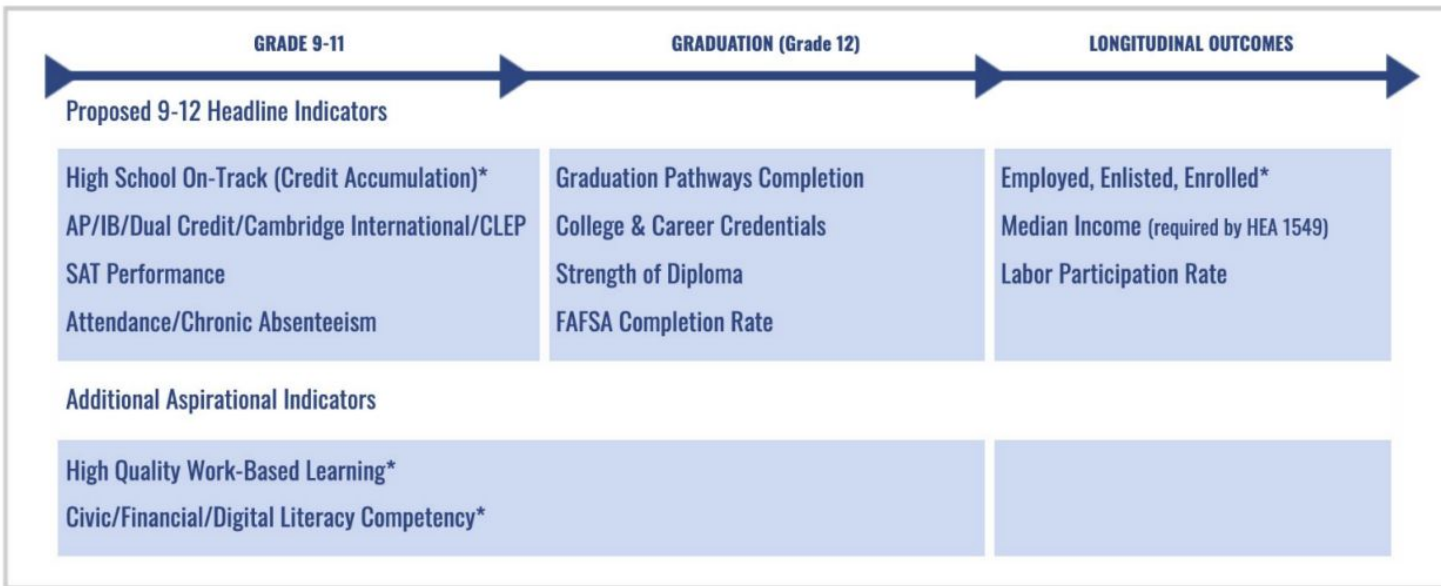 GRADE 9-11
GRADUATION (Grade 12)
LONGITUDINAL OUTCOMES
Proposed 9-12 Headline Indicators
High School On-Track (Credit Accumulation)*
AP/IB/Dual Credit/Cambridge International/CLEP
SAT Performance
Attendance/Chronic Absenteeism
Graduation Pathways Completion
College & Career Credentials
Strength of Diploma
FAFSA Completion Rate
Employed, Enlisted, Enrolled*
Median Income (required by HEA 1549)
Labor Participation Rate
Additional Aspirational Indicators
High Quality Work-Based Learning*
Civic/Financial/Digital Literacy Competency*